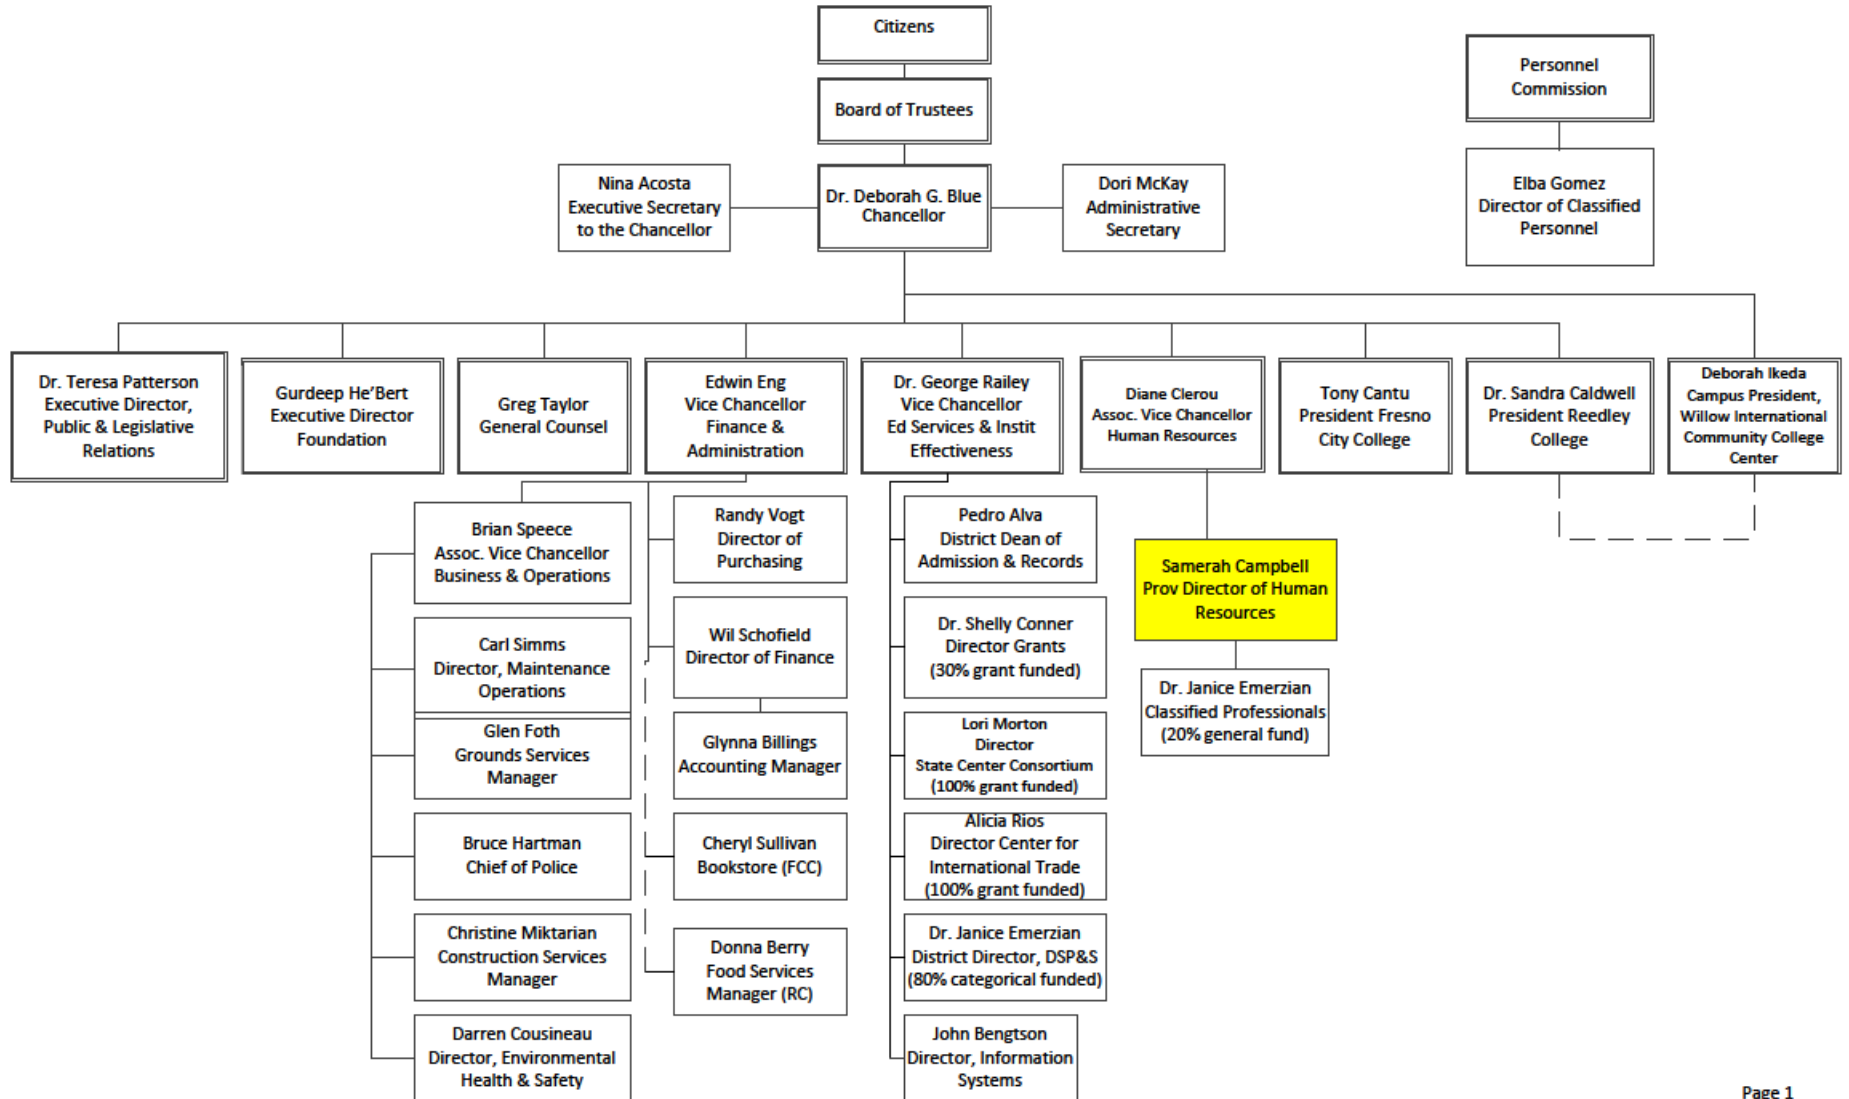 Citizens
Personnel
Commission
Board of Trustees
Nina Acosta
Executive Secretary
to the Chancellor
Dr. Deborah G. Blue
Chancellor
Dori McKay
Administrative
Secretary
Elba Gomez
Director of Classified
Personnel
Dr. Teresa Patterson
Executive Director,
Public & Legislative
Relations
Gurdeep He’Bert
Executive Director
Foundation
Greg Taylor
General Counsel
Edwin Eng
Vice Chancellor
Finance &
Administration
Dr. George Railey
Vice Chancellor
Ed Services & Instit
Effectiveness
Diane Clerou
Assoc. Vice Chancellor
Human Resources
Tony Cantu
President Fresno
City College
Dr. Sandra Caldwell
President Reedley
College
Deborah Ikeda
Campus President,
Willow International
Community College
Center
Brian Speece
Assoc. Vice Chancellor
Business & Operations
Carl Simms
Director, Maintenance
Operations
Glen Foth
Grounds Services
Manager
Bruce Hartman
Chief of Police
Christine Miktarian
Construction Services
Manager
Darren Cousineau
Director, Environmental
Health & Safety
Randy Vogt
Director of
Purchasing
Wil Schofield
Director of Finance
Glynna Billings
Accounting Manager
Cheryl Sullivan
Bookstore (FCC)
Donna Berry
Food Services
Manager (RC)
Pedro Alva
District Dean of
Admission & Records
Dr. Shelly Conner
Director Grants
(30% grant funded)
Lori Morton
Director
State Center Consortium
(100% grant funded)
Alicia Rios
Director Center for
International Trade
(100% grant funded)
Dr. Janice Emerzian
District Director, DSP&S
(80% categorical funded)
John Bengtson
Director, Information
Systems
Samerah Campbell
Prov Director of Human
Resources
Dr. Janice Emerzian
Classified Professionals
(20% general fund)
Page 1